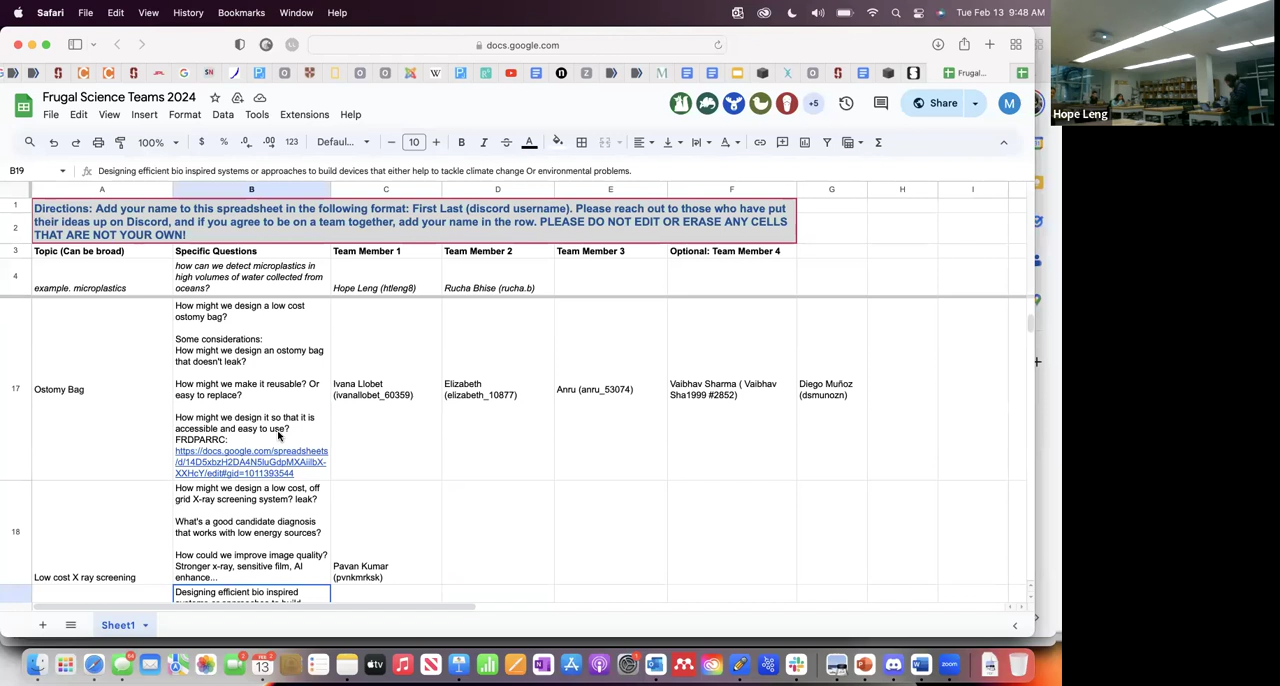 Safari File Edit View History Bookmarks Window Help Tue Feb 13 9:48 AM
docs.google.com
Frugal...
Frugal Science Teams 2024
File Edit View Insert Format Data Tools Extensions Help
+5
Share
M
100% $ % .0 .00 123 Defaul... 10
B19 Designing efficient bio inspired systems or approaches to build devices that either help to tackle climate change Or environmental problems.
A B C D E F G H I
1
2
Directions: Add your name to this spreadsheet in the following format: First Last (discord username). Please reach out to those who have put
their ideas up on Discord, and if you agree to be on a team together, add your name in the row. PLEASE DO NOT EDIT OR ERASE ANY CELLS
THAT ARE NOT YOUR OWN!
3 Topic (Can be broad) Specific Questions Team Member 1 Team Member 2 Team Member 3 Optional: Team Member 4
4
example. microplastics
how can we detect microplastics in
high volumes of water collected from
oceans?
Hope Leng (htleng8)
Rucha Bhise (rucha.b)
17
Ostomy Bag
How might we design a low cost
ostomy bag?
Some considerations:
How might we design an ostomy bag
that doesn't leak?
How might we make it reusable? Or
easy to replace?
How might we design it so that it is
accessible and easy to use?
FRDPARRC:
https://docs.google.com/spreadsheets
/d/14D5xbzH2DA4N5luGdpMXAiilbX-
XXHcY/edit#gid=1011393544
Ivana Llobet
(ivanallobet_60359)
Elizabeth
(elizabeth_10877)
Anru (anru_53074)
Vaibhav Sharma ( Vaibhav
Sha1999 #2852)
Diego Muñoz
(dsmunozn)
18
Low cost X ray screening
How might we design a low cost, off
grid X-ray screening system? leak?
What's a good candidate diagnosis
that works with low energy sources?
How could we improve image quality?
Stronger x-ray, sensitive film, AI
enhance...
Pavan Kumar
(pvnkmrksk)
Designing efficient bio inspired
Sheet1
Hope Leng